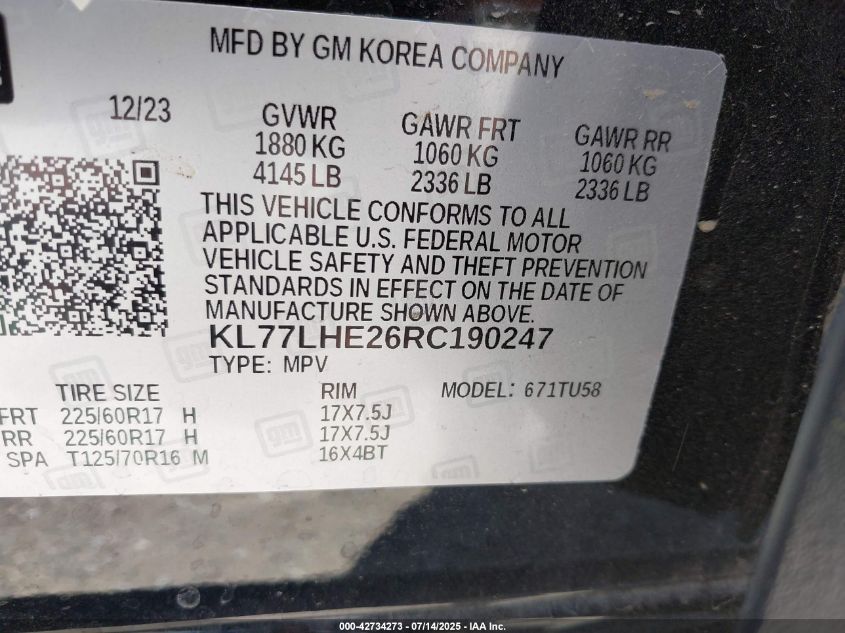 MFD BY GM KOREA COMPANY
12/23 GVWR GAWR FRT GAWR RR
1880 KG 1060 KG 1060 KG
4145 LB 2336 LB 2336 LB
THIS VEHICLE CONFORMS TO ALL
APPLICABLE U.S. FEDERAL MOTOR
VEHICLE SAFETY AND THEFT PREVENTION
STANDARDS IN EFFECT ON THE DATE OF
MANUFACTURE SHOWN ABOVE.
KL77LHE26RC190247
TYPE: MPV
TIRE SIZE RIM MODEL: 671TU58
FRT 225/60R17 H 17X7.5J
RR 225/60R17 H 17X7.5J
SPA T125/70R16 M 16X4BT
gm
000-42734273 - 07/14/2025 - IAA Inc.